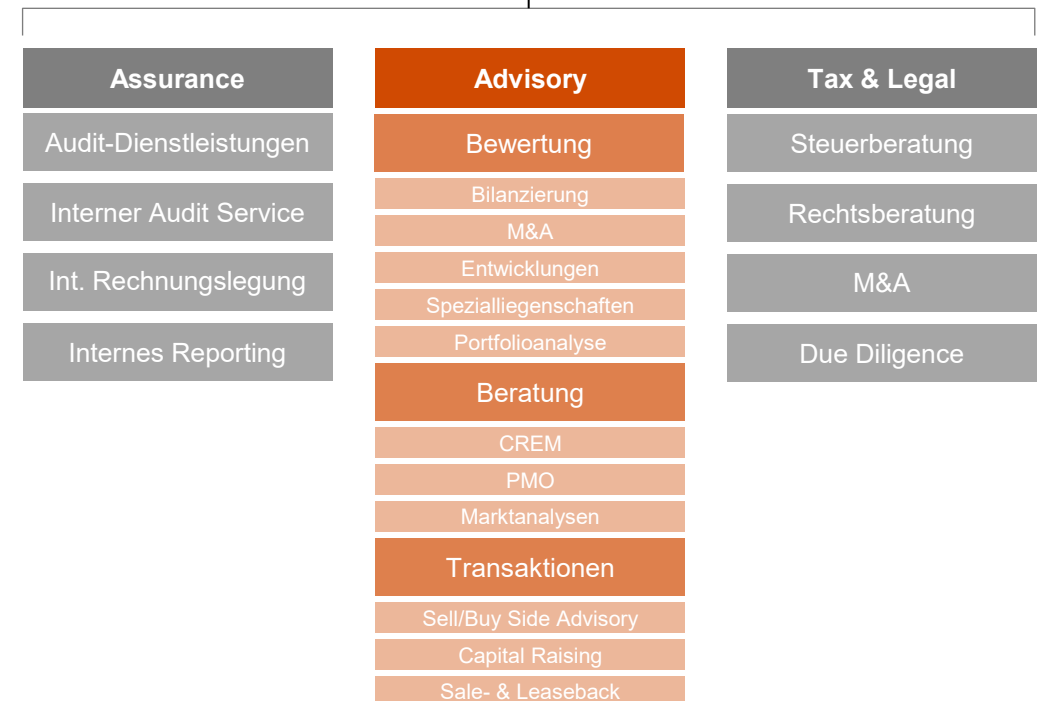 Assurance
Audit-Dienstleistungen
Interner Audit Service
Int. Rechnungslegung
Internes Reporting
Advisory
Bewertung
Bilanzierung
M&A
Entwicklungen
Spezialliegenschaften
Portfolioanalyse
Beratung
CREM
PMO
Marktanalysen
Transaktionen
Sell/Buy Side Advisory
Capital Raising
Sale- & Leaseback
Tax & Legal
Steuerberatung
Rechtsberatung
M&A
Due Diligence